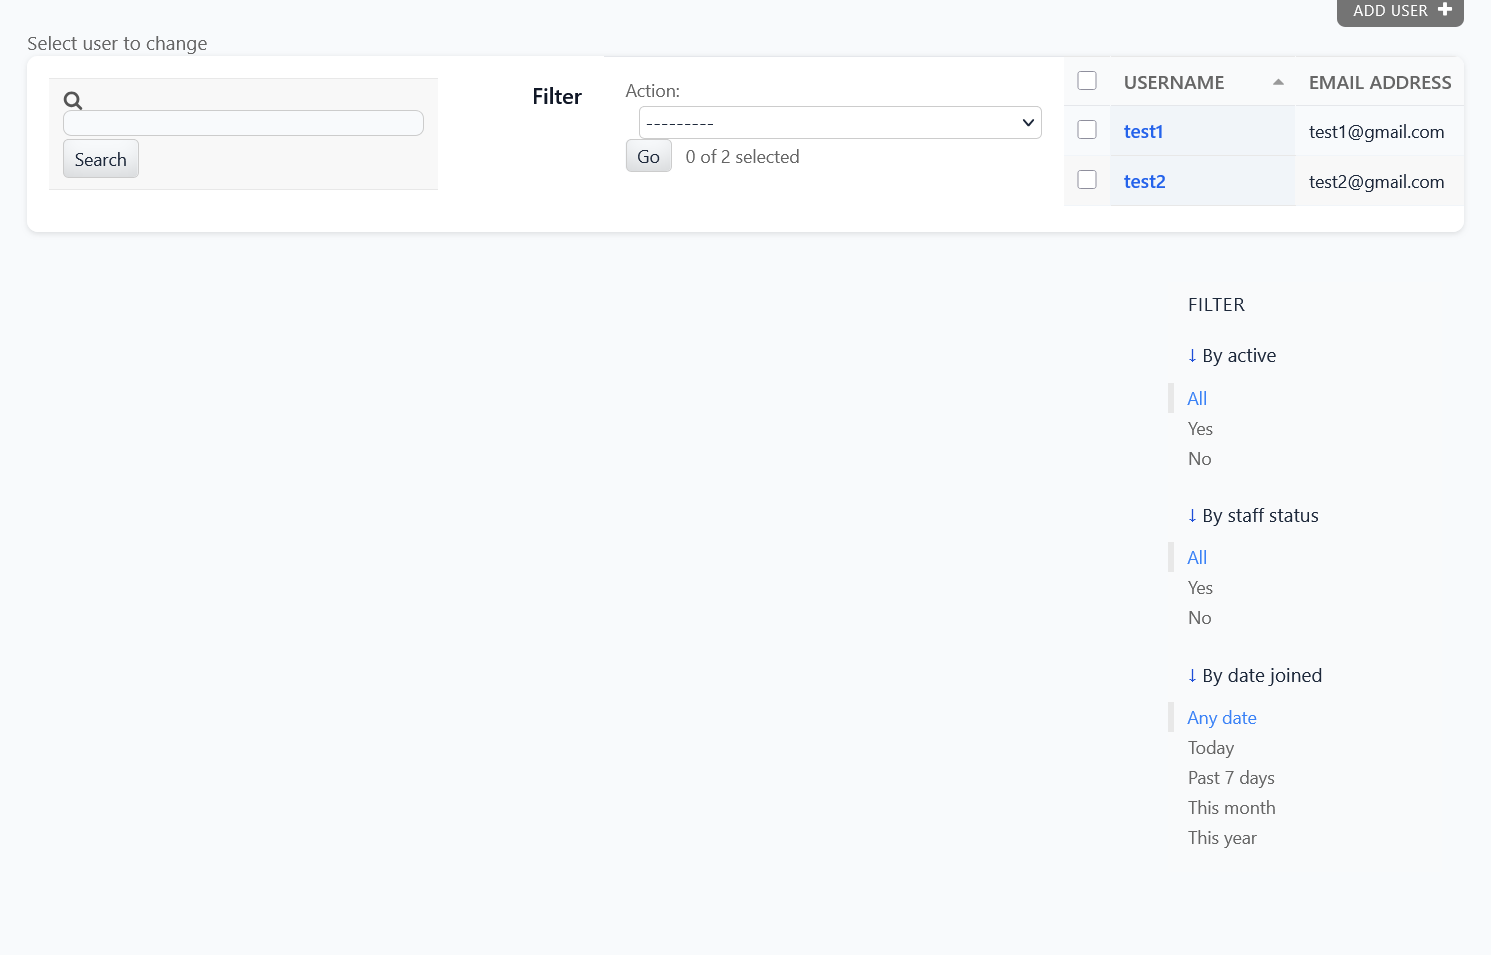 ADD USER
Select user to change
Search
Filter
Action:
---------
Go 0 of 2 selected
USERNAME EMAIL ADDRESS
test1 test1@gmail.com
test2 test2@gmail.com
FILTER
↓ By active
All
Yes
No
↓ By staff status
All
Yes
No
↓ By date joined
Any date
Today
Past 7 days
This month
This year